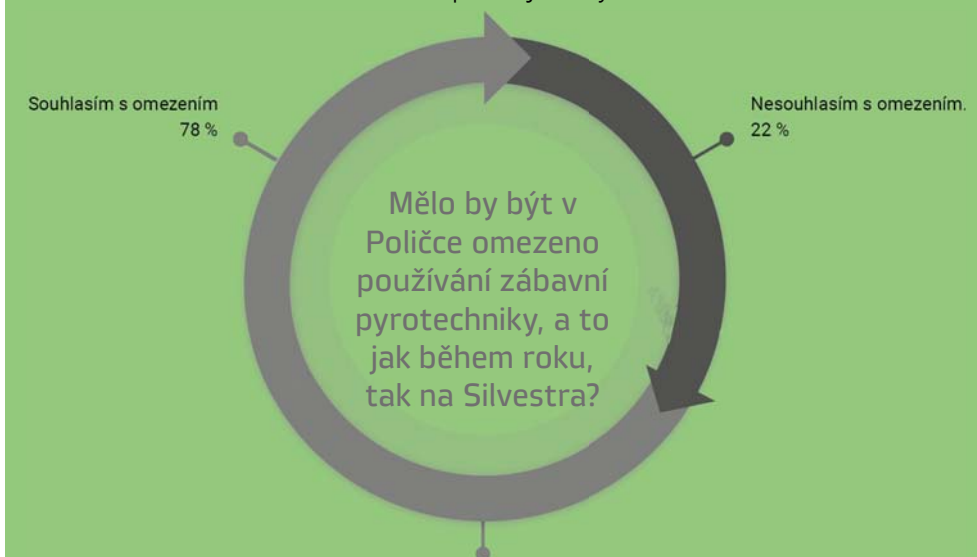 Souhlasím s omezením
78 %
Nesouhlasím s omezením.
22 %
Mělo by být v
Poličce omezeno
používání zábavní
pyrotechniky, a to
jak během roku,
tak na Silvestra?